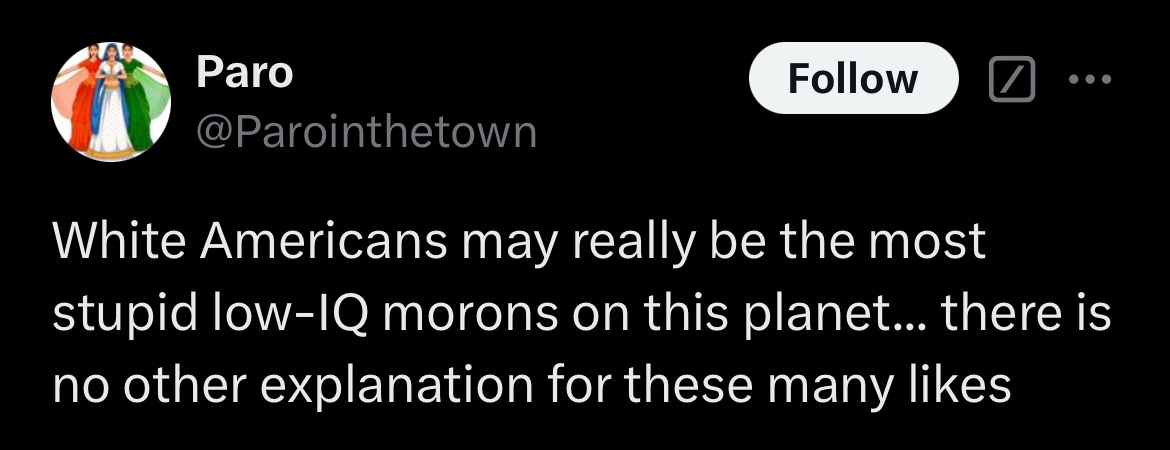 Paro
Follow
@Parointhetown
White Americans may really be the most
stupid low-IQ morons on this planet... there is
no other explanation for these many likes